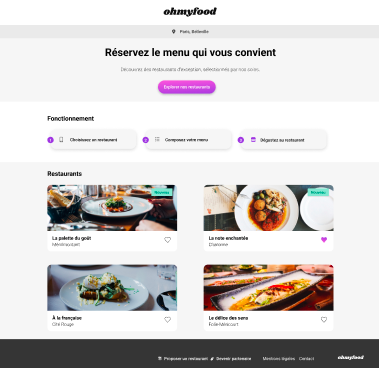 ohmyfood
Paris, Belleville
Réservez le menu qui vous convient
Découvrez des restaurants d'exception, sélectionnés par nos soins.
Explorer nos restaurants
Fonctionnement
1 Choisissez un restaurant
2 Composez votre menu
3 Dégustez au restaurant
Restaurants
Nouveau
Nouveau
La palette du goût
Ménilmontant
La note enchantée
Charonne
À la française
Cité Rouge
Le délice des sens
Folie-Méricourt
Proposer un restaurant Devenir partenaire Mentions légales Contact ohmyfood